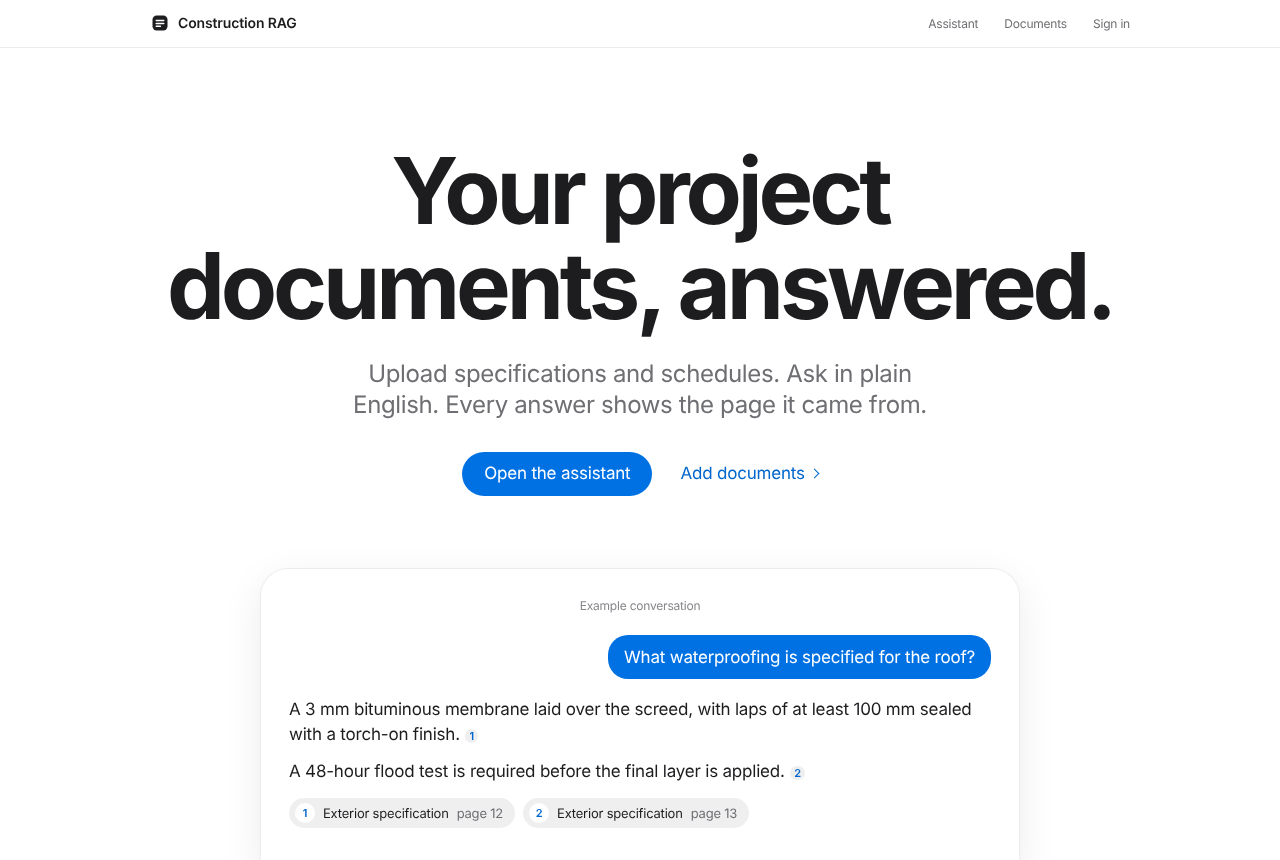 Construction RAG
Assistant
Documents
Sign in
Your project
documents, answered.
Upload specifications and schedules. Ask in plain
English. Every answer shows the page it came from.
Open the assistant
Add documents
Example conversation
What waterproofing is specified for the roof?
A 3 mm bituminous membrane laid over the screed, with laps of at least 100 mm sealed
with a torch-on finish. 1
A 48-hour flood test is required before the final layer is applied. 2
1 Exterior specification page 12
2 Exterior specification page 13